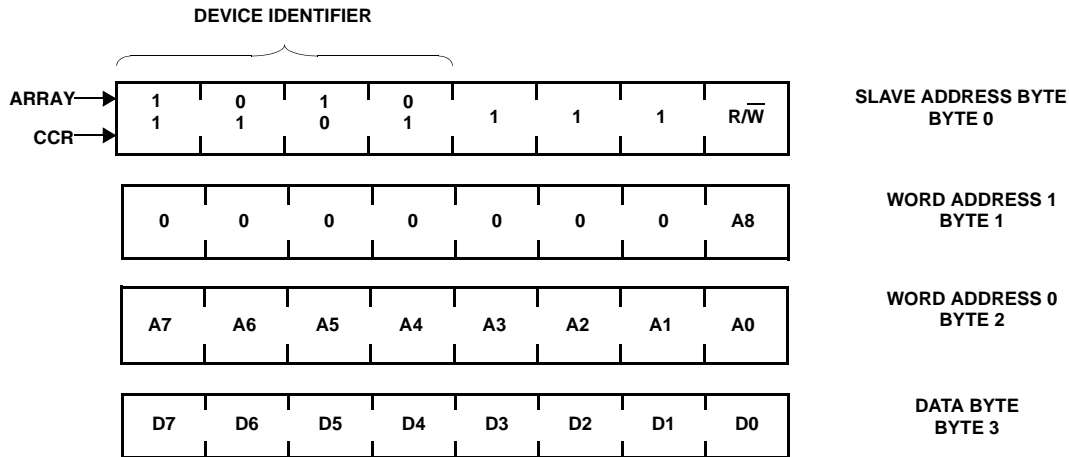 DEVICE IDENTIFIER
ARRAY 1 0 1 0
CCR 1 1 0 1 1 1 1 R/W̅
SLAVE ADDRESS BYTE
BYTE 0
0 0 0 0 0 0 0 A8
WORD ADDRESS 1
BYTE 1
A7 A6 A5 A4 A3 A2 A1 A0
WORD ADDRESS 0
BYTE 2
D7 D6 D5 D4 D3 D2 D1 D0
DATA BYTE
BYTE 3